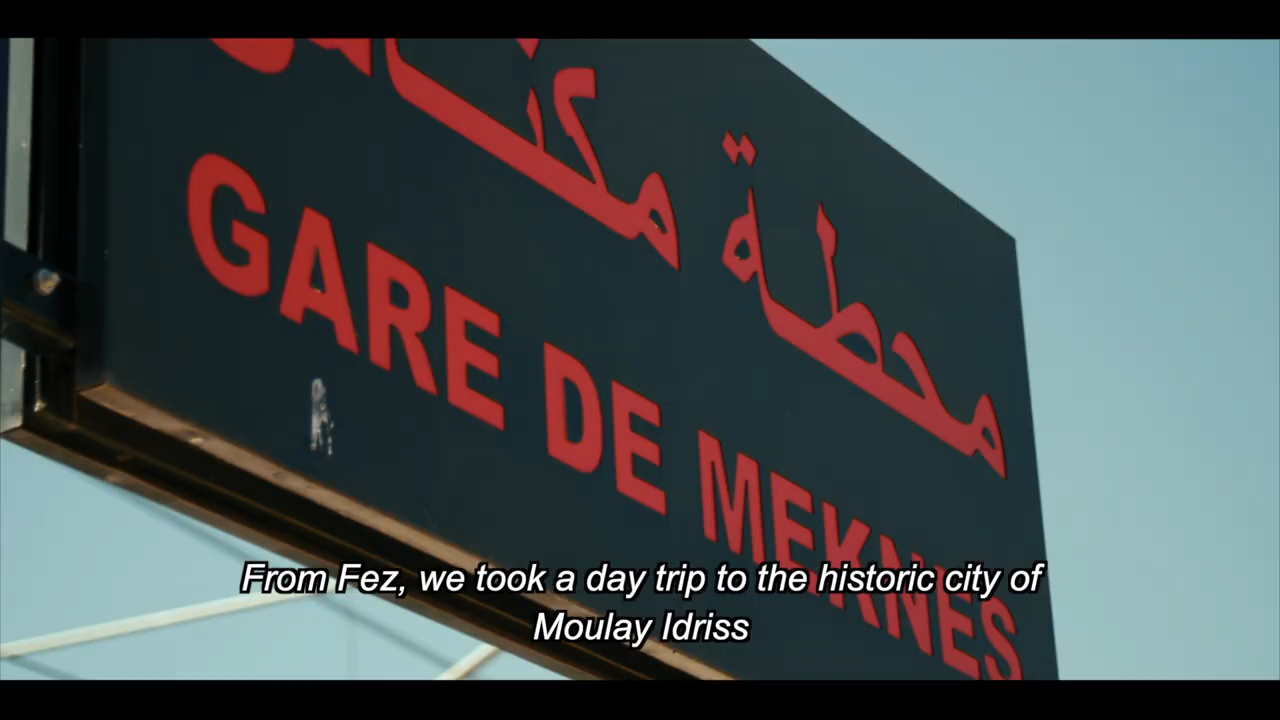 محطة
GARE DE MEKNES
From Fez, we took a day trip to the historic city of
Moulay Idriss